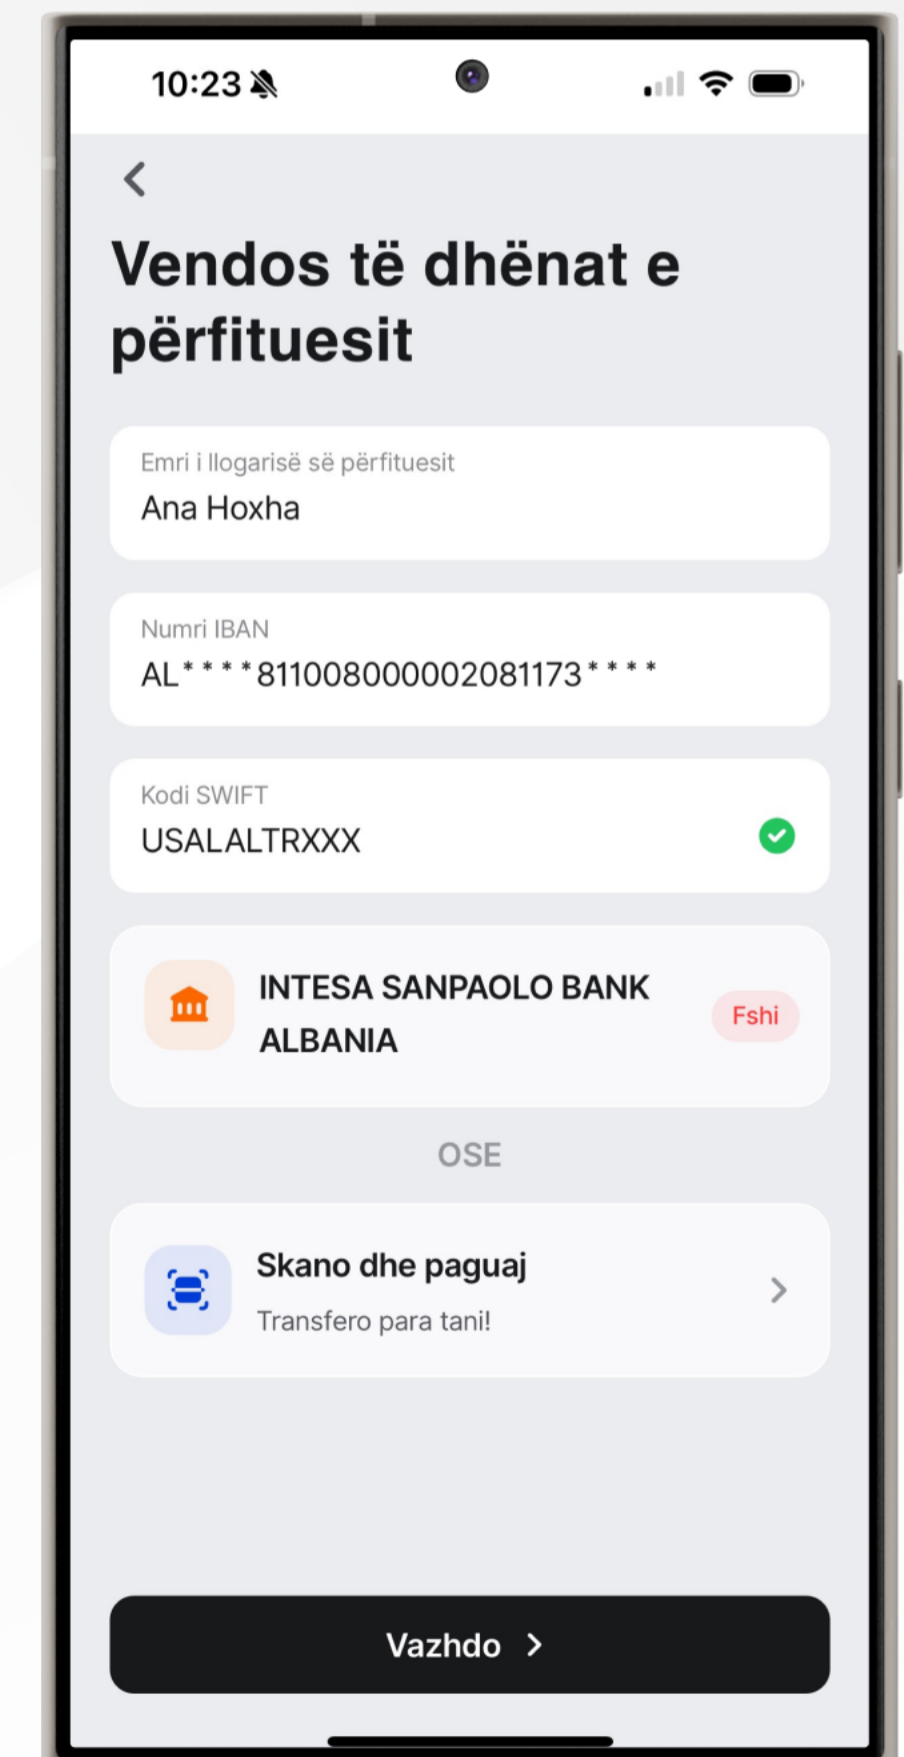 10:23
Vendos të dhënat e
përfituesit
Emri i llogarisë së përfituesit
Ana Hoxha
Numri IBAN
AL****811008000002081173****
Kodi SWIFT
USALALTRXXX
INTESA SANPAOLO BANK
ALBANIA
Fshi
OSE
Skano dhe paguaj
Transfero para tani!
Vazhdo